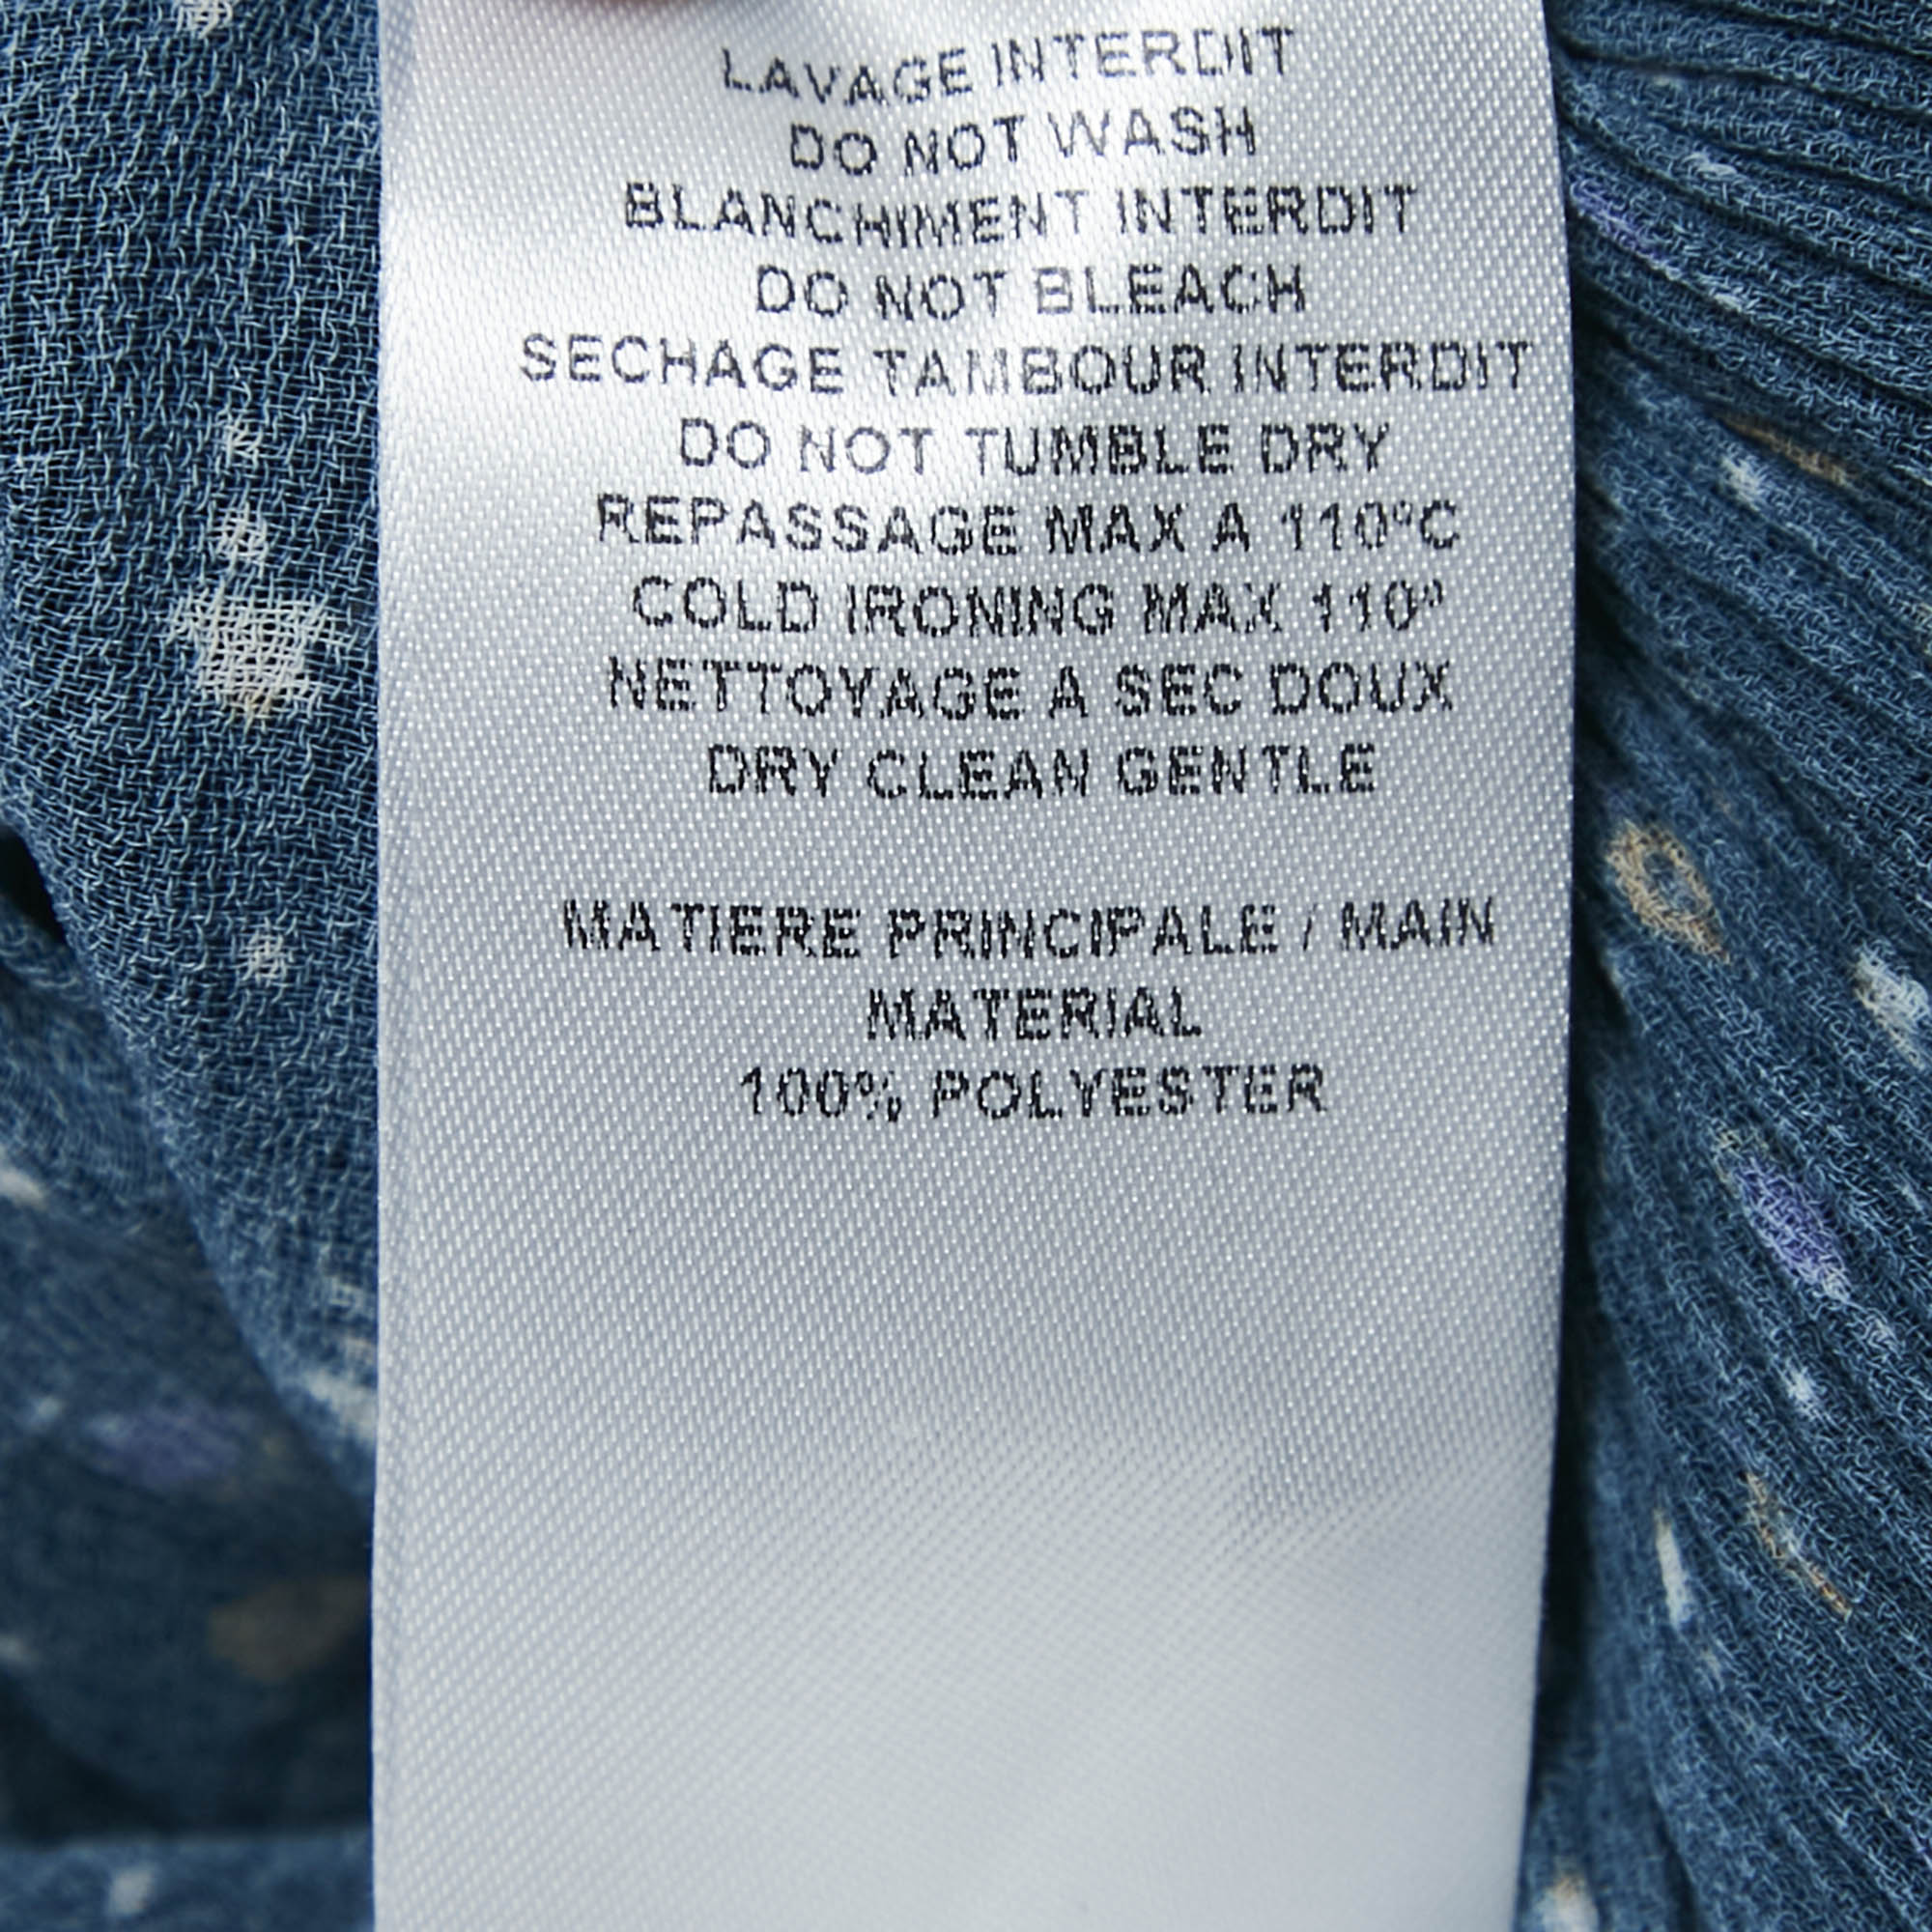 LAVAGE INTERDIT
DO NOT WASH
BLANCHIMENT INTERDIT
DO NOT BLEACH
SECHAGE TAMBOUR INTERDIT
DO NOT TUMBLE DRY
REPASSAGE MAX A 110°C
COLD IRONING MAX 110°
NETTOYAGE A SEC DOUX
DRY CLEAN GENTLE
MATIERE PRINCIPALE / MAIN
MATERIAL
100% POLYESTER